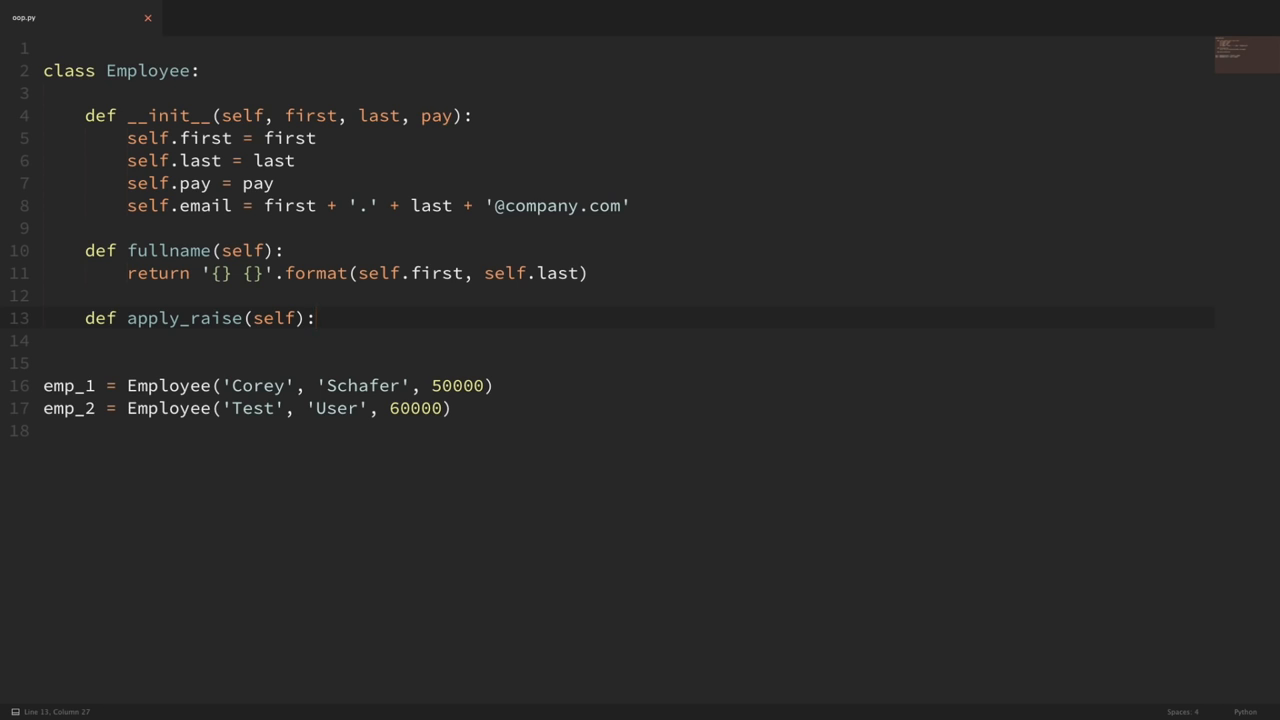 oop.py ×
1
2 class Employee:
3
4     def __init__(self, first, last, pay):
5         self.first = first
6         self.last = last
7         self.pay = pay
8         self.email = first + '.' + last + '@company.com'
9
10     def fullname(self):
11         return '{} {}'.format(self.first, self.last)
12
13     def apply_raise(self):
14
15
16 emp_1 = Employee('Corey', 'Schafer', 50000)
17 emp_2 = Employee('Test', 'User', 60000)
18
Line 13, Column 27 Spaces: 4 Python